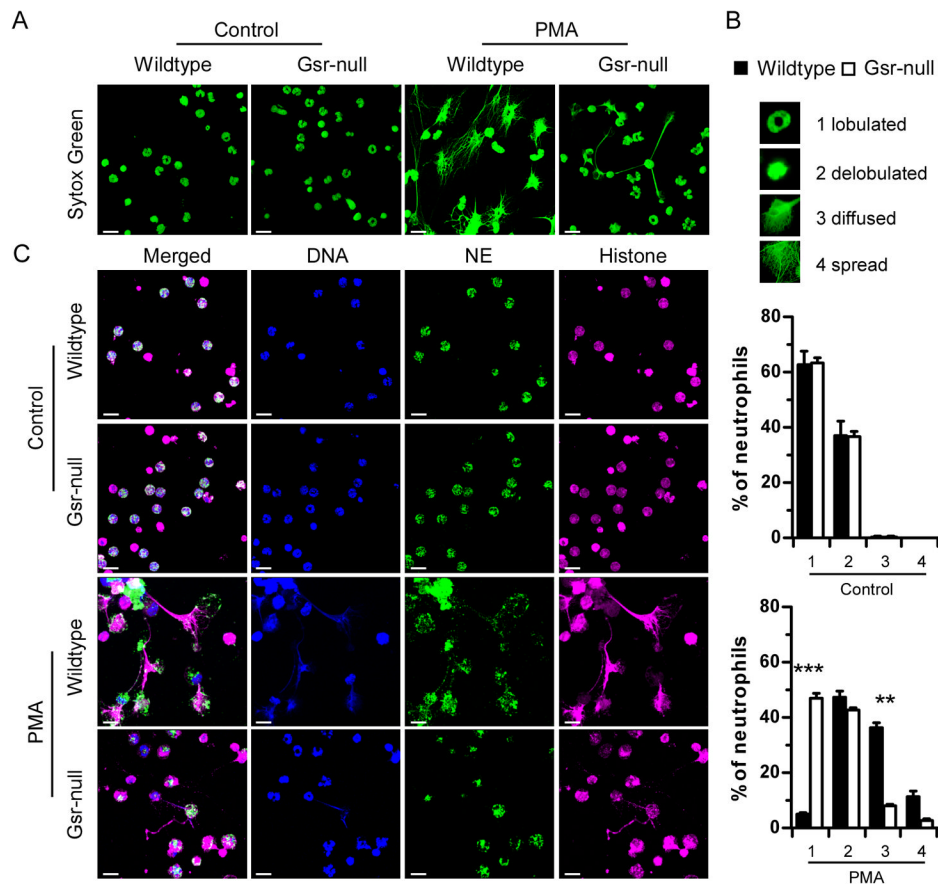 A
Control
PMA
Wildtype Gsr-null Wildtype Gsr-null
Sytox Green
B
Wildtype Gsr-null
1 lobulated
2 delobulated
3 diffused
4 spread
C
Merged DNA NE Histone
Control
Wildtype
Gsr-null
PMA
Wildtype
Gsr-null
% of neutrophils
80
60
40
20
0
1 2 3 4
Control
% of neutrophils
80
60
40
20
0
***
**
1 2 3 4
PMA